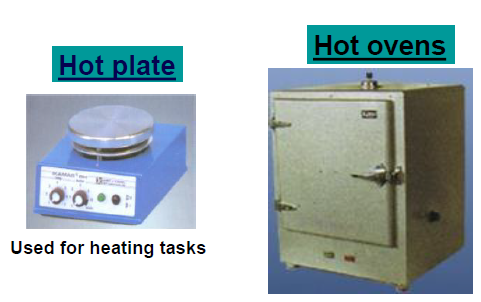 Hot plate
Hot ovens
Used for heating tasks